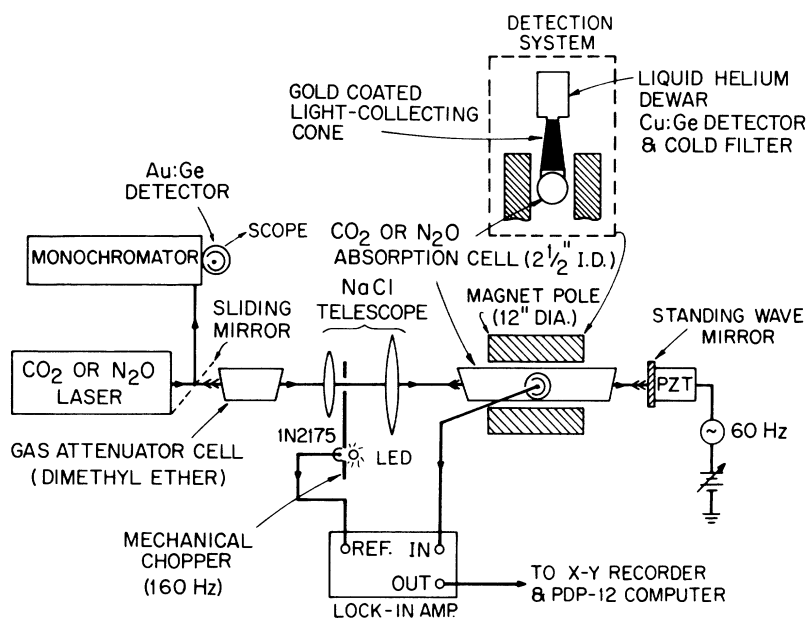 DETECTION
SYSTEM
GOLD COATED
LIGHT-COLLECTING
CONE
LIQUID HELIUM
DEWAR
Cu:Ge DETECTOR
& COLD FILTER
Au:Ge
DETECTOR
SCOPE
MONOCHROMATOR
CO2 OR N2O
ABSORPTION CELL (2 1/2" I.D.)
NaCl
TELESCOPE
MAGNET POLE
(12" DIA.)
SLIDING
MIRROR
STANDING WAVE
MIRROR
CO2 OR N2O
LASER
PZT
60 Hz
GAS ATTENUATOR CELL
(DIMETHYL ETHER)
1N2175
LED
MECHANICAL
CHOPPER
(160 Hz)
REF. IN
OUT
LOCK-IN AMP.
TO X-Y RECORDER
& PDP-12 COMPUTER